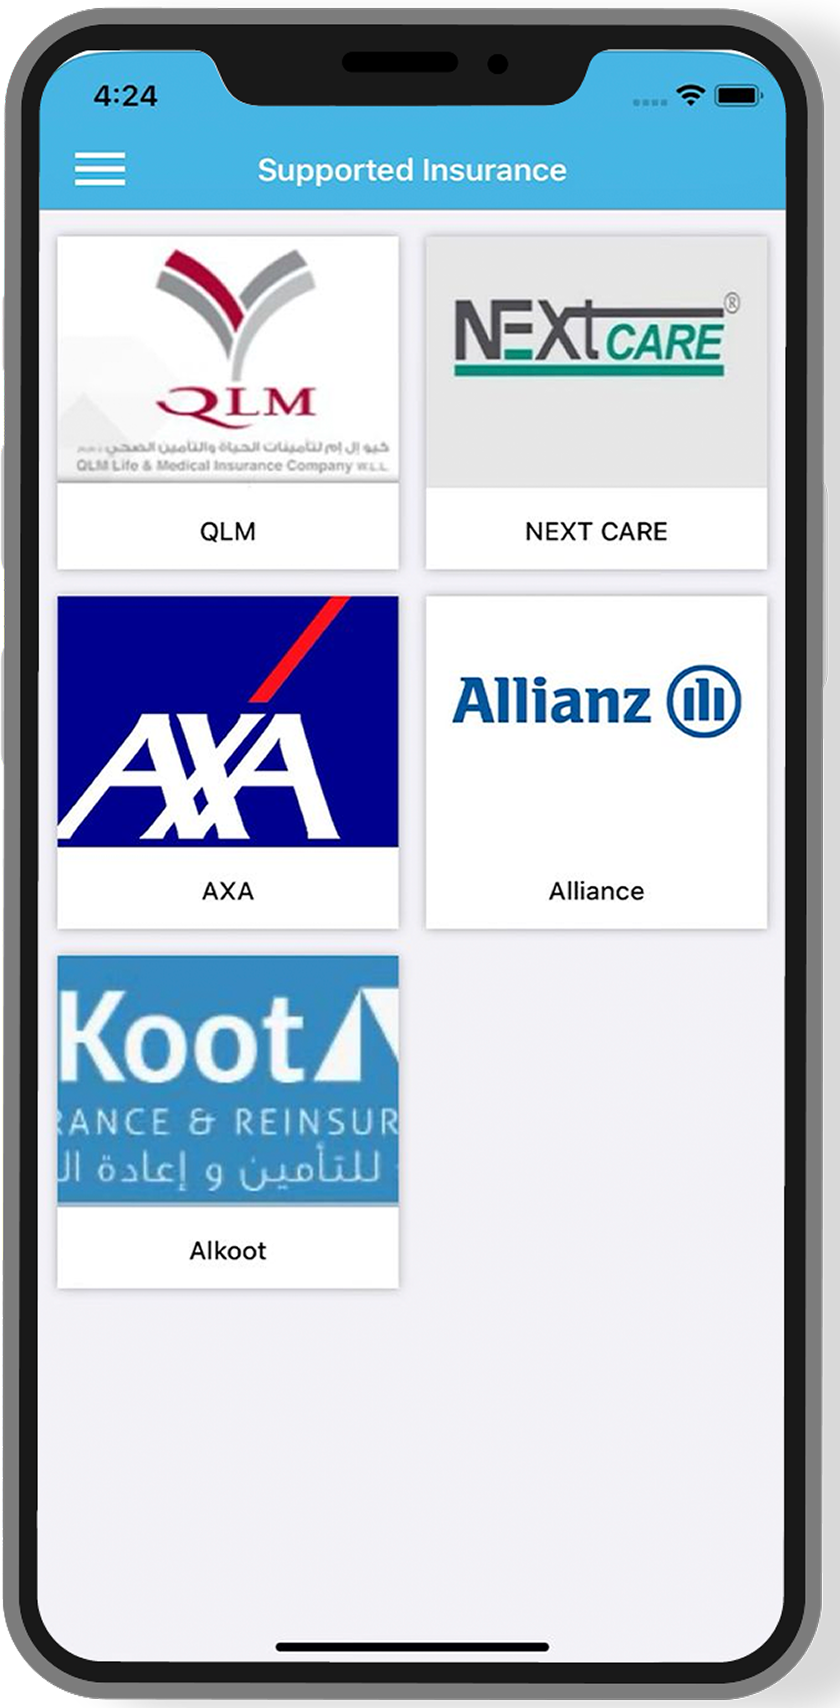 4:24
Supported Insurance
QLM
كيو إل إم لتأمينات الحياة والتأمين الصحي
QLM Life & Medical Insurance Company W.L.L.
QLM
NEXtCARE®
NEXT CARE
AXA
AXA
Allianz
Alliance
Koot
RANCE & REINSUR
للتأمين و إعادة ال
Alkoot